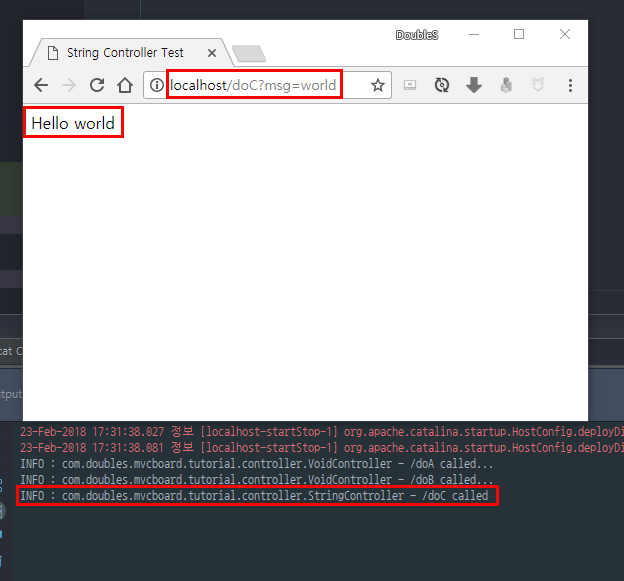 DoubleS
String Controller Test
localhost/doC?msg=world
Hello world
cat C
utput
23-Feb-2018 17:31:38.027 정보 [localhost-startStop-1] org.apache.catalina.startup.HostConfig.deployDi
23-Feb-2018 17:31:38.081 정보 [localhost-startStop-1] org.apache.catalina.startup.HostConfig.deployDi
INFO : com.doubles.mvcboard.tutorial.controller.VoidController - /doA called...
INFO : com.doubles.mvcboard.tutorial.controller.VoidController - /doB called...
INFO : com.doubles.mvcboard.tutorial.controller.StringController - /doC called